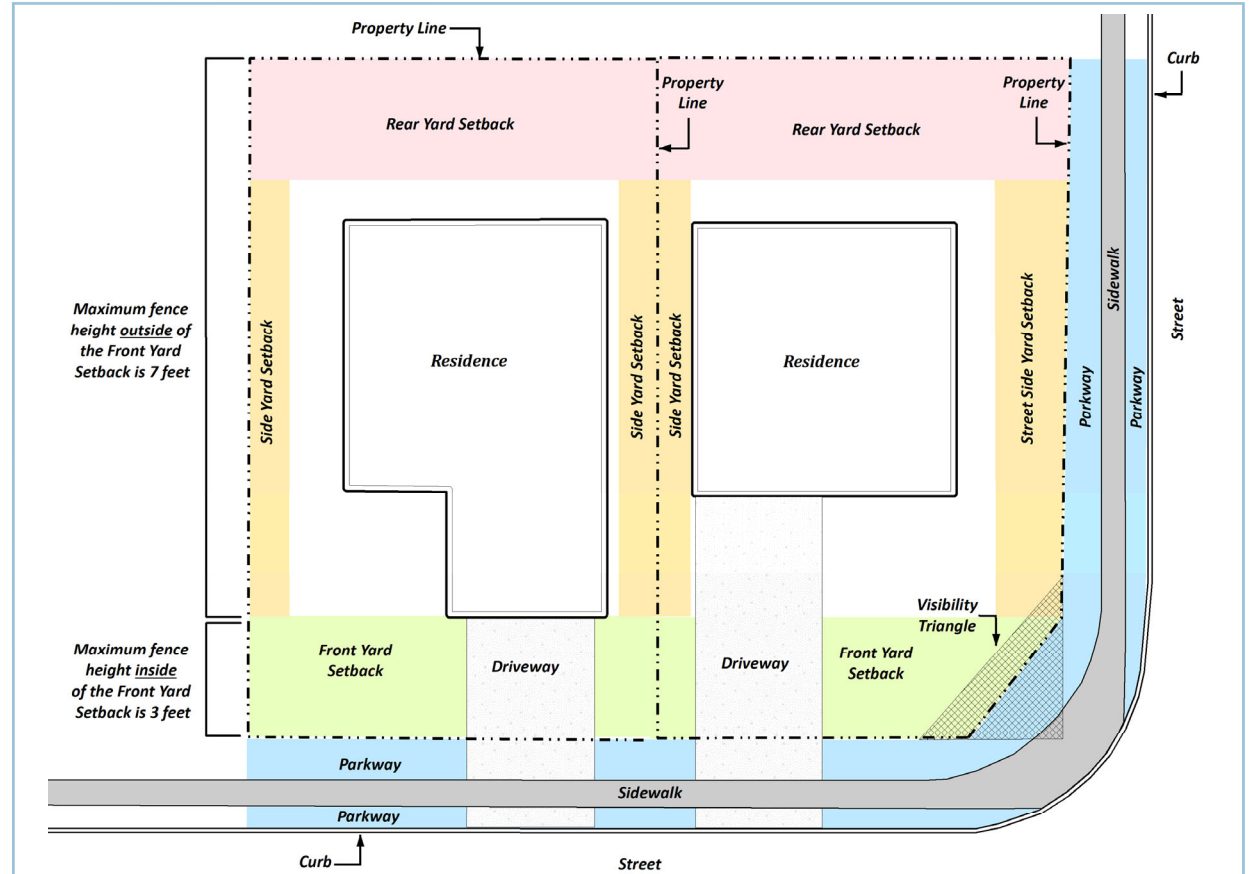 Property Line
Curb
Property
Line
Property
Line
Rear Yard Setback
Rear Yard Setback
Maximum fence
height outside of
the Front Yard
Setback is 7 feet
Side Yard Setback
Residence
Side Yard Setback
Side Yard Setback
Residence
Street Side Yard Setback
Parkway
Sidewalk
Parkway
Street
Visibility
Triangle
Maximum fence
height inside
of the Front Yard
Setback is 3 feet
Front Yard
Setback
Driveway
Driveway
Front Yard
Setback
Parkway
Sidewalk
Parkway
Curb
Street